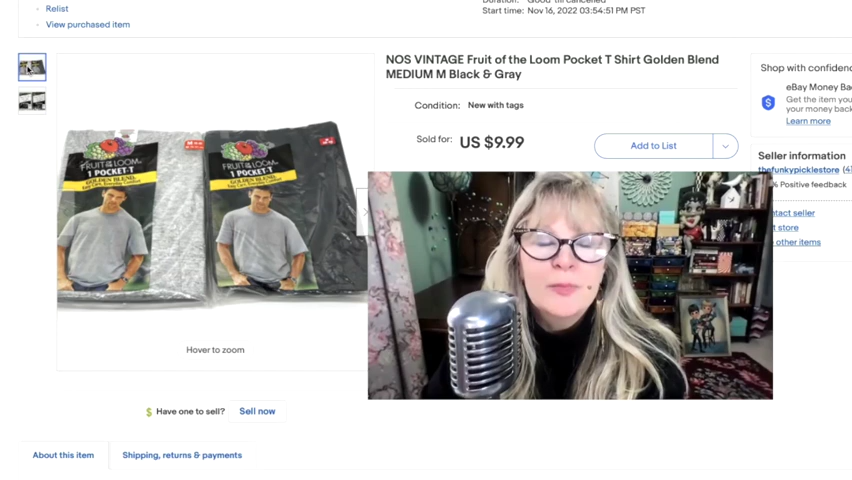 Relist
View purchased item
Start time: Nov 16, 2022 03:54:51 PM PST
NOS VINTAGE Fruit of the Loom Pocket T Shirt Golden Blend
MEDIUM M Black & Gray
Condition: New with tags
Sold for: US $9.99
Add to List
Shop with confidenc
eBay Money Ba
Get the item you
your money back
Learn more
Seller information
thefunkypicklestore
% Positive feedback
ntact seller
t store
other items
FRUIT OF THE LOOM
1 POCKET-T
GOLDEN BLEND
FRUIT OF THE LOOM
1 POCKET-T
GOLDEN BLEND
Hover to zoom
$ Have one to sell? Sell now
About this item
Shipping, returns & payments